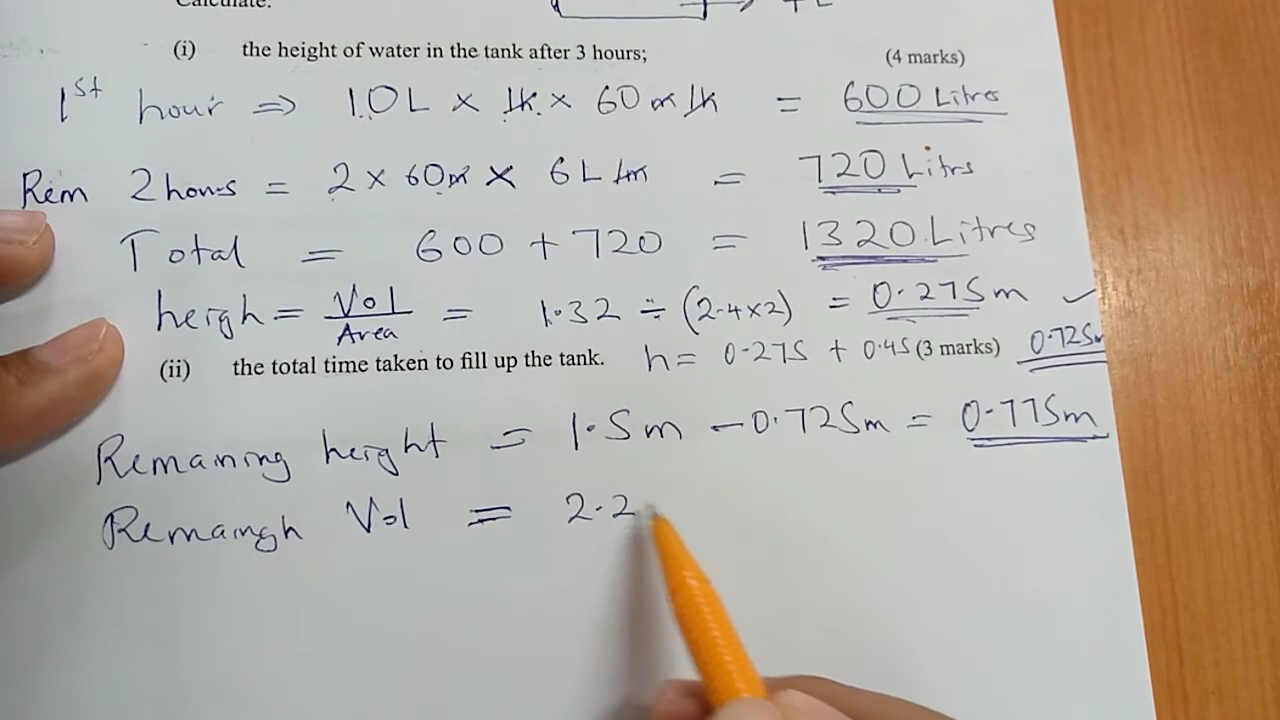 Calculate:
(i) the height of water in the tank after 3 hours; (4 marks)
1st hour ⇒ 10L × 1h × 60m/h = 600 Litres
Rem 2 hours = 2 × 60m × 6L/m = 720 Litrs
Total = 600 + 720 = 1320 Litres
heigh = Vol / Area = 1.32 ÷ (2.4×2) = 0.275m ✓
(ii) the total time taken to fill up the tank. h = 0.275 + 0.45 (3 marks) 0.725m
Remaning height = 1.5m - 0.725m = 0.775m
Remaingh Vol = 2.2